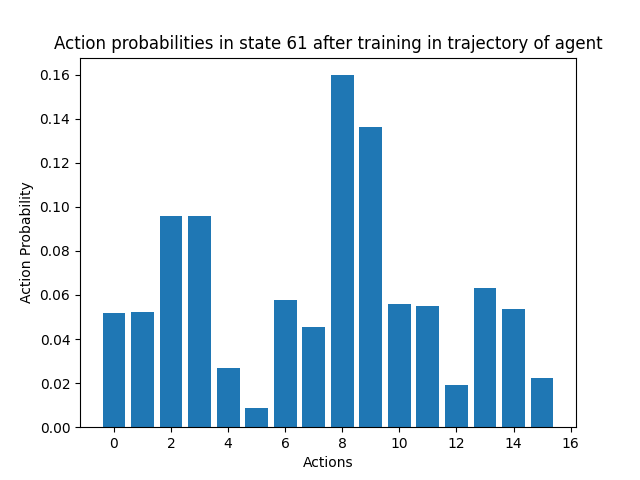 Action probabilities in state 61 after training in trajectory of agent
Action Probability
0.16
0.14
0.12
0.10
0.08
0.06
0.04
0.02
0.00
0 2 4 6 8 10 12 14 16
Actions